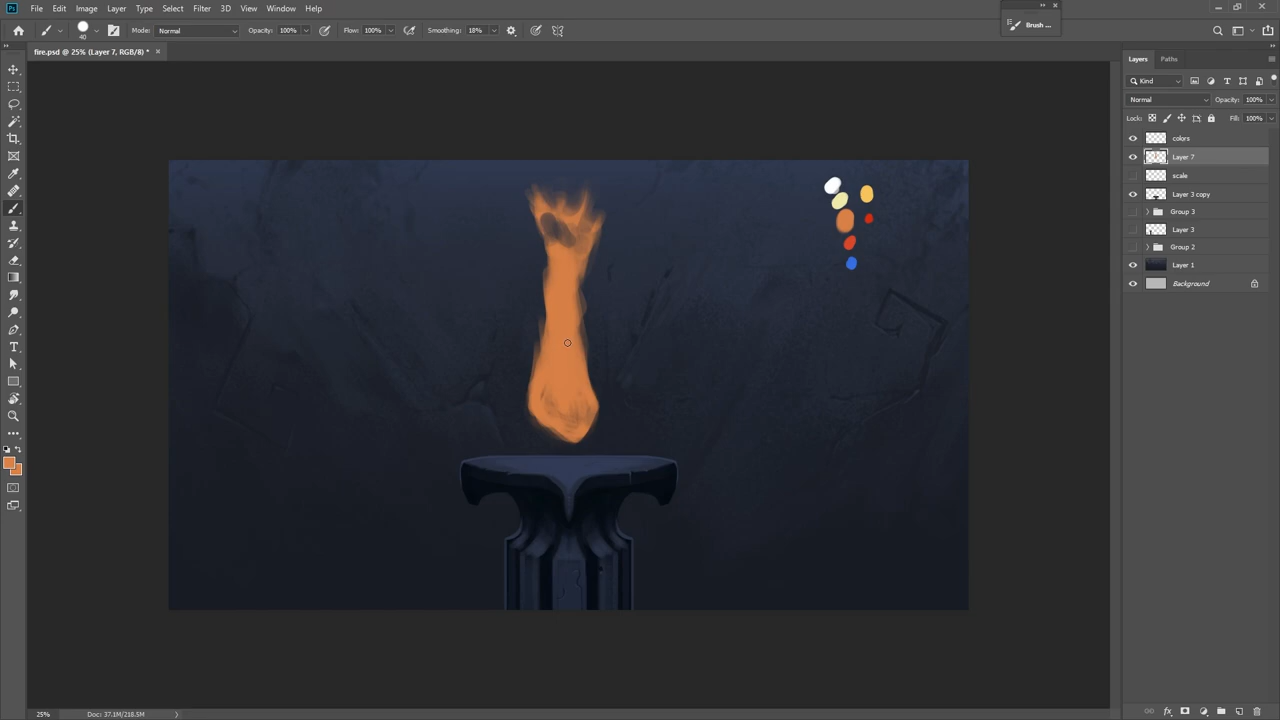 Ps File Edit Image Layer Type Select Filter 3D View Window Help
Brush ...
40 Mode: Normal Opacity: 100% Flow: 100% Smoothing: 18%
fire.psd @ 25% (Layer 7, RGB/8) * ×
Layers Paths
Kind
Normal Opacity: 100%
Lock: Fill: 100%
colors
Layer 7
scale
Layer 3 copy
Group 3
Layer 3
Group 2
Layer 1
Background
25% Doc: 37.1M/218.5M